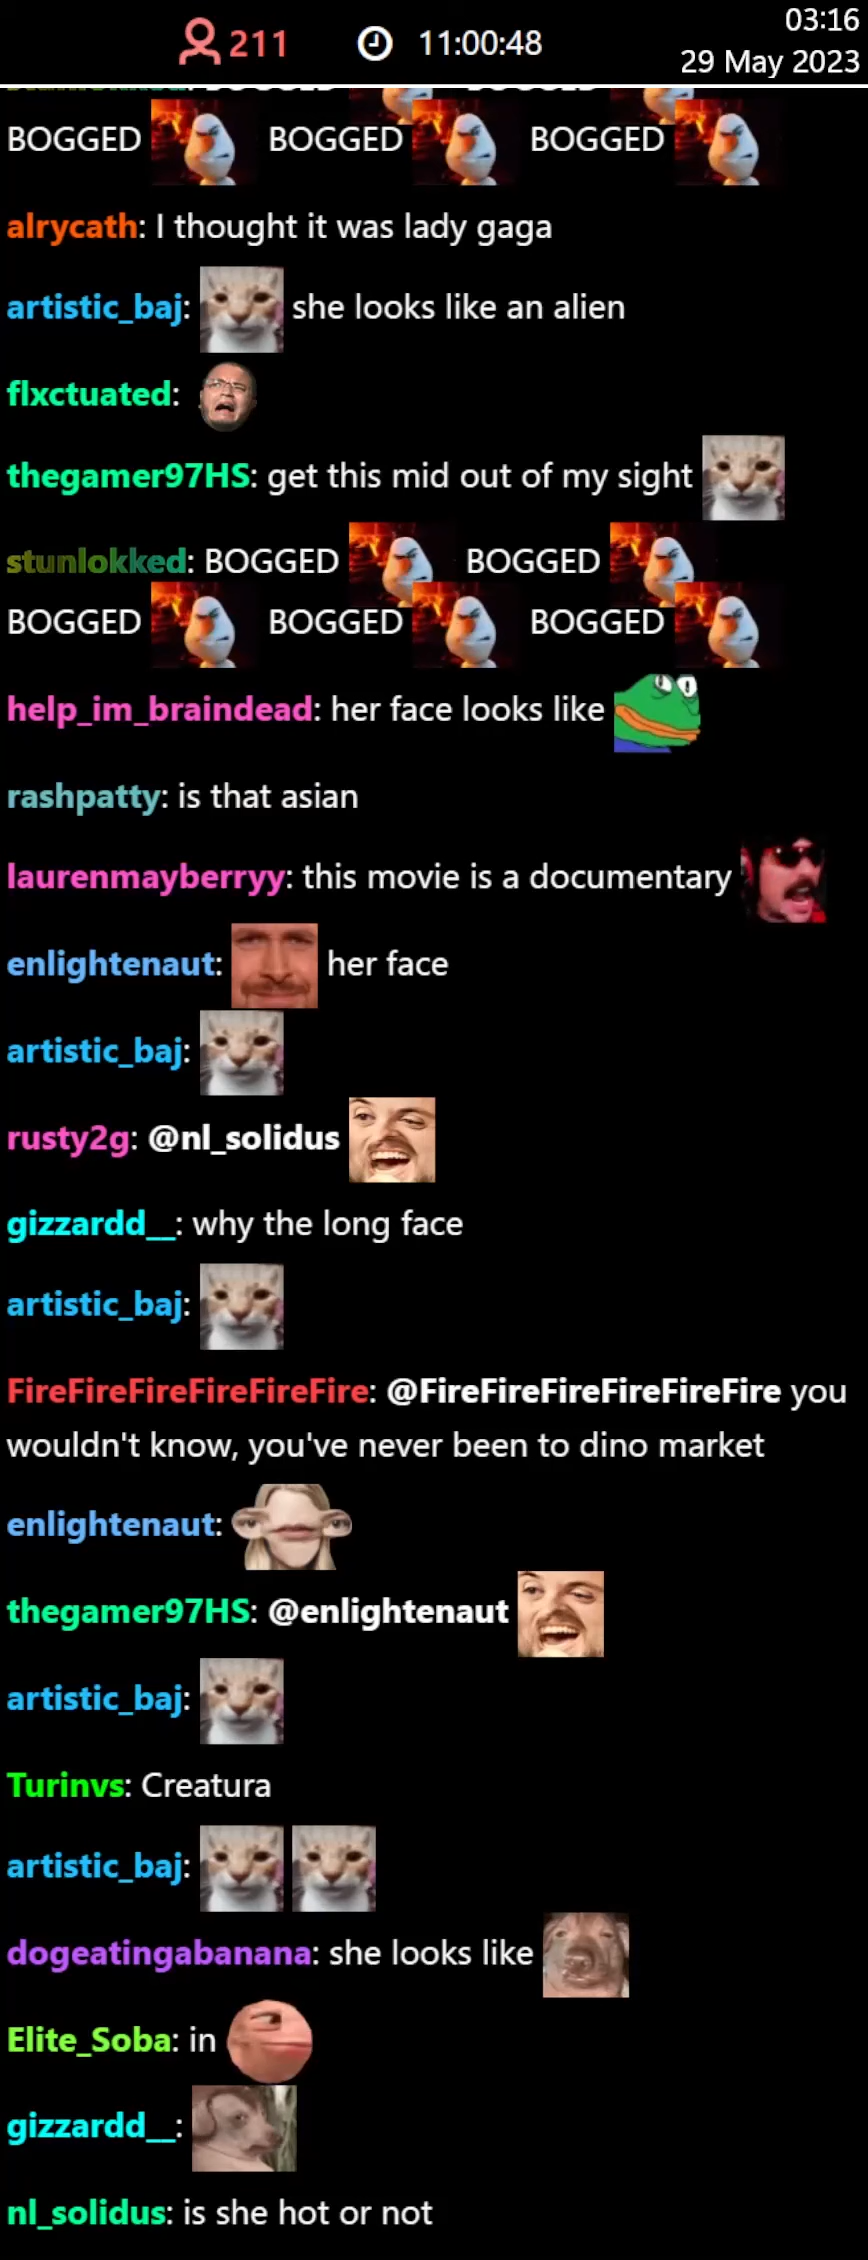 211 11:00:48 03:16
29 May 2023
BOGGED BOGGED BOGGED
alrycath: I thought it was lady gaga
artistic_baj: she looks like an alien
flxctuated:
thegamer97HS: get this mid out of my sight
stunlokked: BOGGED BOGGED
BOGGED BOGGED BOGGED
help_im_braindead: her face looks like
rashpatty: is that asian
laurenmayberryy: this movie is a documentary
enlightenaut: her face
artistic_baj:
rusty2g: @nl_solidus
gizzardd__: why the long face
artistic_baj:
FireFireFireFireFireFire: @FireFireFireFireFireFire you
wouldn't know, you've never been to dino market
enlightenaut:
thegamer97HS: @enlightenaut
artistic_baj:
Turinvs: Creatura
artistic_baj:
dogeatingabanana: she looks like
Elite_Soba: in
gizzardd__:
nl_solidus: is she hot or not